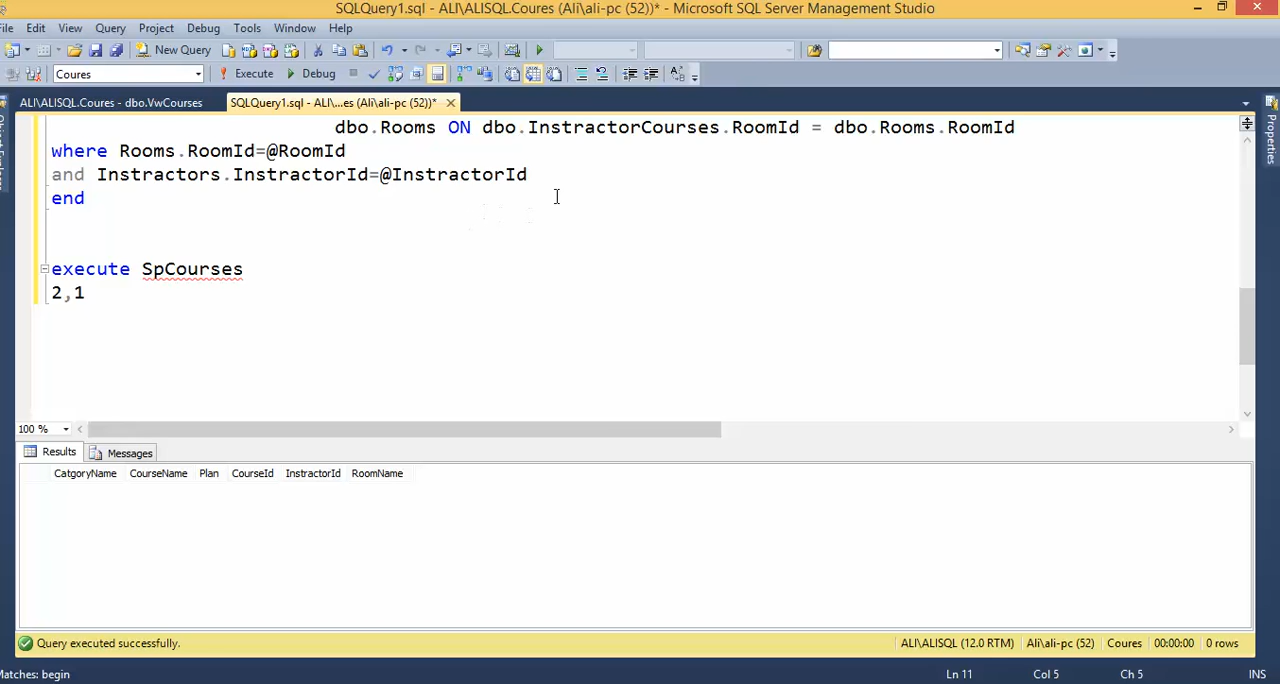 SQLQuery1.sql - ALI\ALISQL.Coures (Ali\ali-pc (52))* - Microsoft SQL Server Management Studio
File Edit View Query Project Debug Tools Window Help
New Query
Coures Execute Debug
ALI\ALISQL.Coures - dbo.VwCourses SQLQuery1.sql - ALI\...es (Ali\ali-pc (52))*
dbo.Rooms ON dbo.InstractorCourses.RoomId = dbo.Rooms.RoomId
where Rooms.RoomId=@RoomId
and Instractors.InstractorId=@InstractorId
end
execute SpCourses
2,1
100 %
Results Messages
CatgoryName CourseName Plan CourseId InstractorId RoomName
Query executed successfully. ALI\ALISQL (12.0 RTM) Ali\ali-pc (52) Coures 00:00:00 0 rows
Matches: begin Ln 11 Col 5 Ch 5 INS
Properties